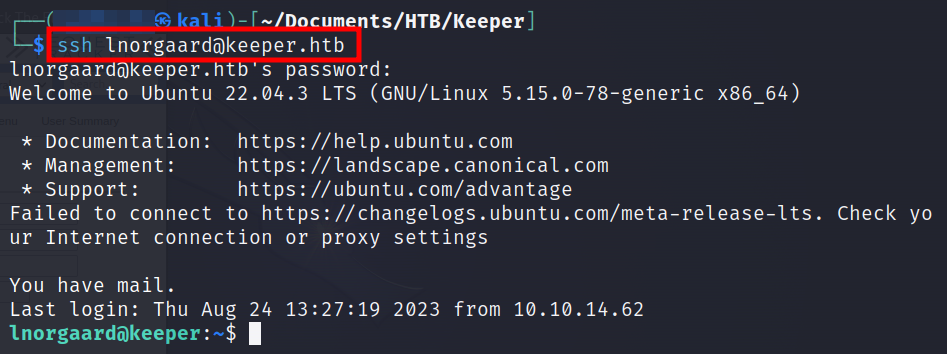 kali)-[~/Documents/HTB/Keeper]
$ ssh lnorgaard@keeper.htb
lnorgaard@keeper.htb's password:
Welcome to Ubuntu 22.04.3 LTS (GNU/Linux 5.15.0-78-generic x86_64)
* Documentation:  https://help.ubuntu.com
* Management:     https://landscape.canonical.com
* Support:        https://ubuntu.com/advantage
Failed to connect to https://changelogs.ubuntu.com/meta-release-lts. Check yo
ur Internet connection or proxy settings
You have mail.
Last login: Thu Aug 24 13:27:19 2023 from 10.10.14.62
lnorgaard@keeper:~$